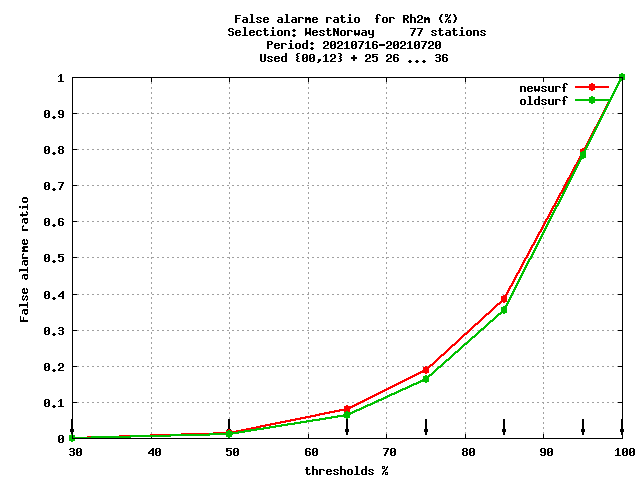 False alarme ratio  for Rh2m (%)
Selection: WestNorway     77 stations
Period: 20210716-20210720
Used {00,12} + 25 26 ... 36
newsurf
oldsurf
False alarme ratio
1
0.9
0.8
0.7
0.6
0.5
0.4
0.3
0.2
0.1
0
30 40 50 60 70 80 90 100
thresholds %